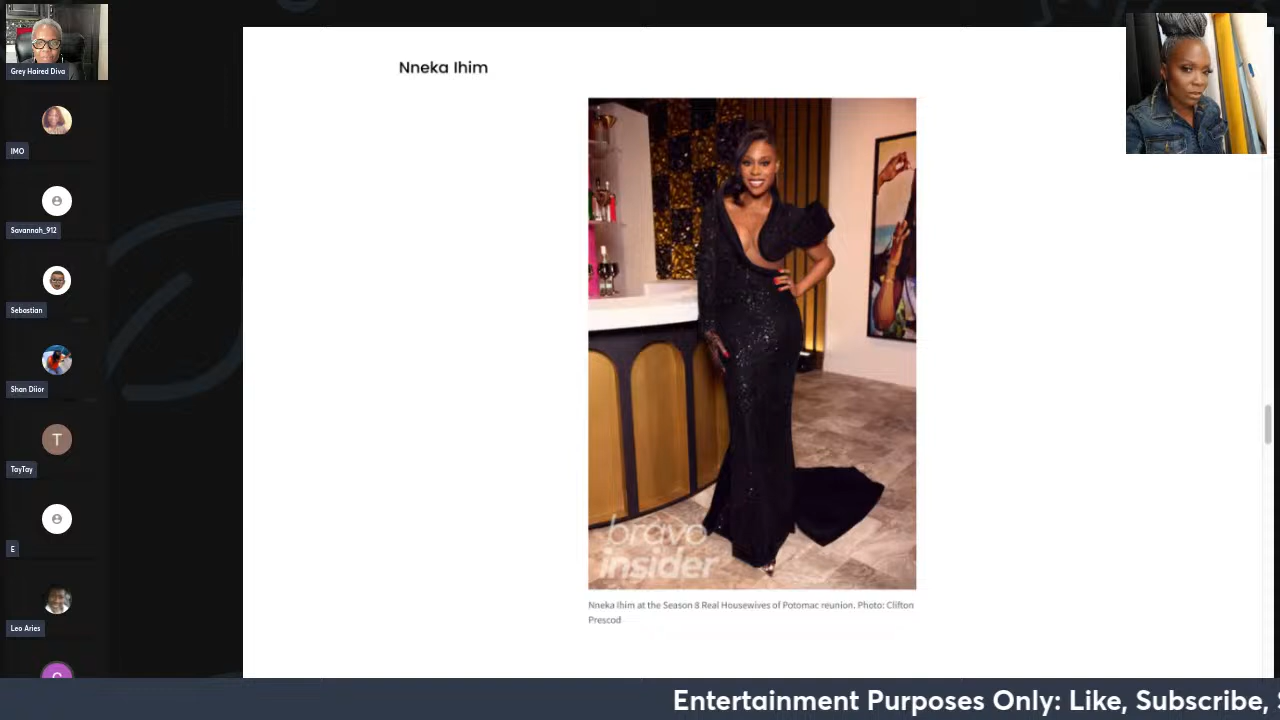 Grey Haired Diva
IMO
Savannah_912
Sebastian
Shan Diior
T
TayTay
E
Leo Aries
Nneka Ihim
bravo
insider
Nneka Ihim at the Season 8 Real Housewives of Potomac reunion. Photo: Clifton
Prescod
Entertainment Purposes Only: Like, Subscribe,